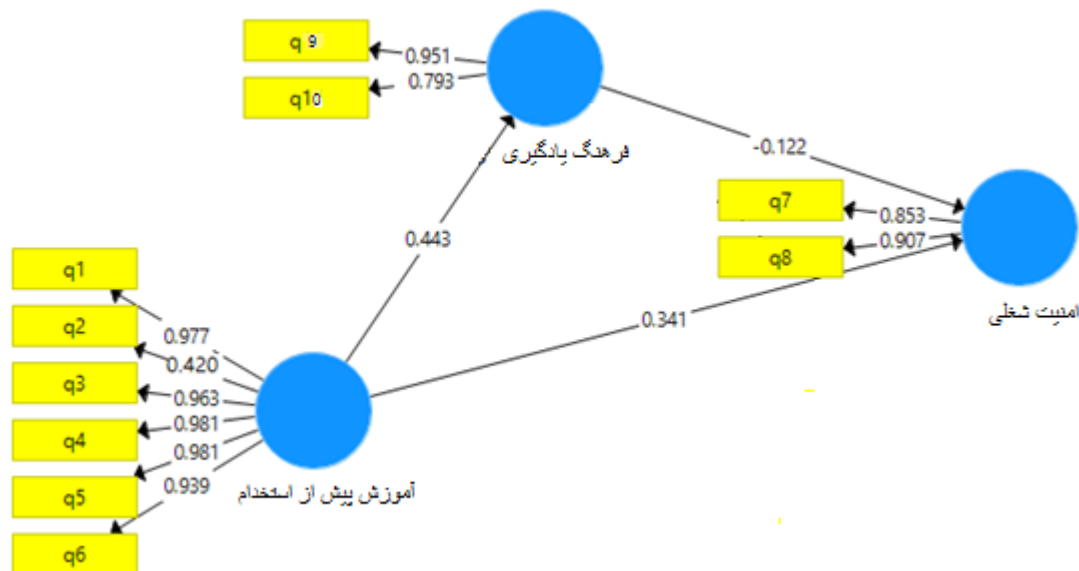 q 9
0.951
q10
0.793
فرهنگ یادگیری
-0.122
q7
0.853
q8
0.907
امنیت شغلی
0.443
0.341
q1
0.977
q2
0.420
q3
0.963
q4
0.981
q5
0.981
q6
0.939
آموزش پیش از استخدام